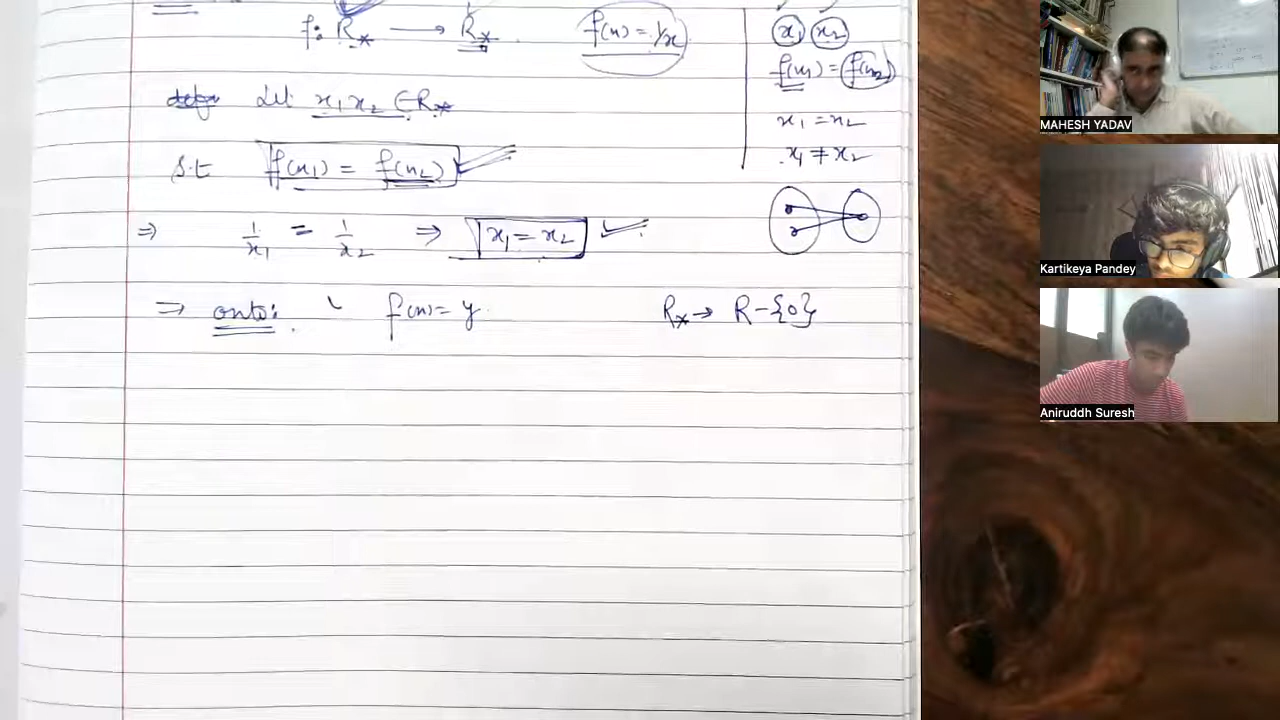 f: R* → R* f(x) = 1/x
Let x₁ x₂ ∈ R*
s.t f(x₁) = f(x₂)
⇒ 1/x₁ = 1/x₂ ⇒ x₁ = x₂
⇒ onto: f(x) = y R* → R-{0}
x₁ x₂
f(x₁) = f(x₂)
x₁ = x₂
x₁ ≠ x₂
MAHESH YADAV
Kartikeya Pandey
Aniruddh Suresh